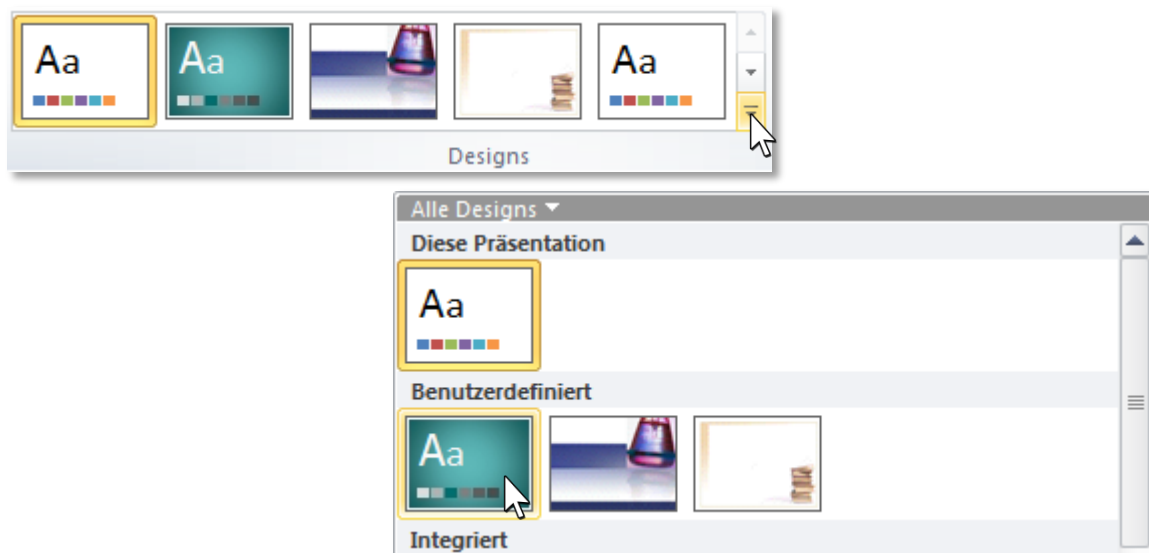 Aa Aa Aa
Designs
Alle Designs
Diese Präsentation
Aa
Benutzerdefiniert
Aa
Integriert